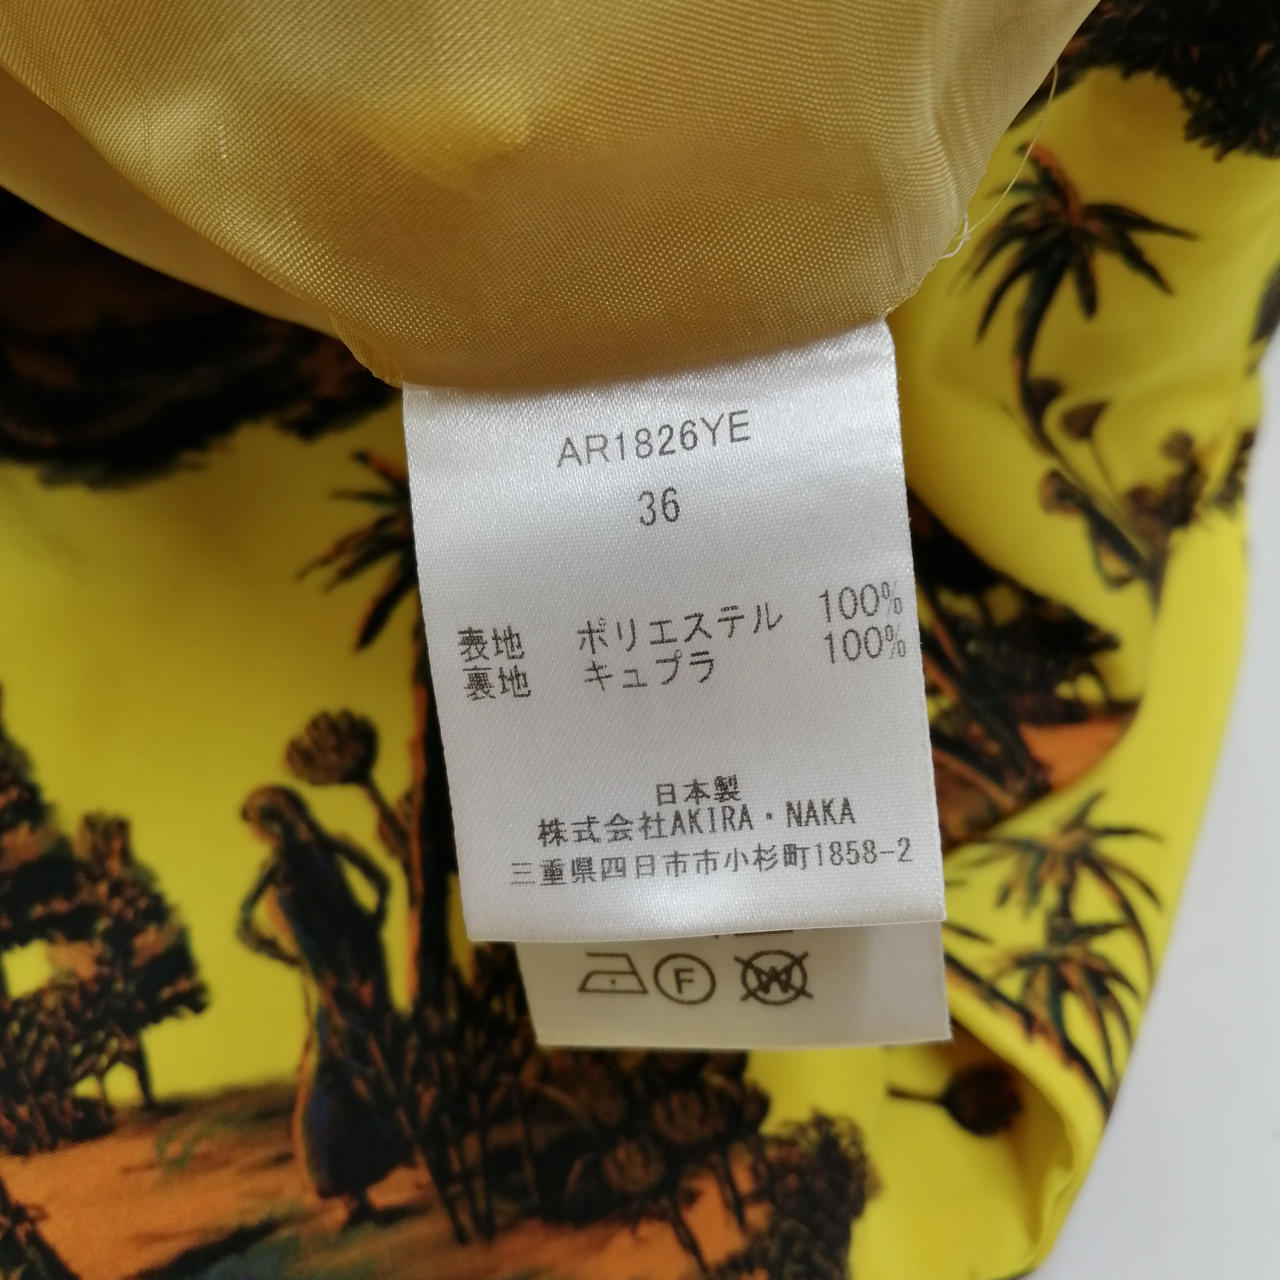 AR1826YE
36
表地 ポリエステル 100%
裏地 キュプラ 100%
日本製
株式会社AKIRA・NAKA
三重県四日市市小杉町1858-2
F W